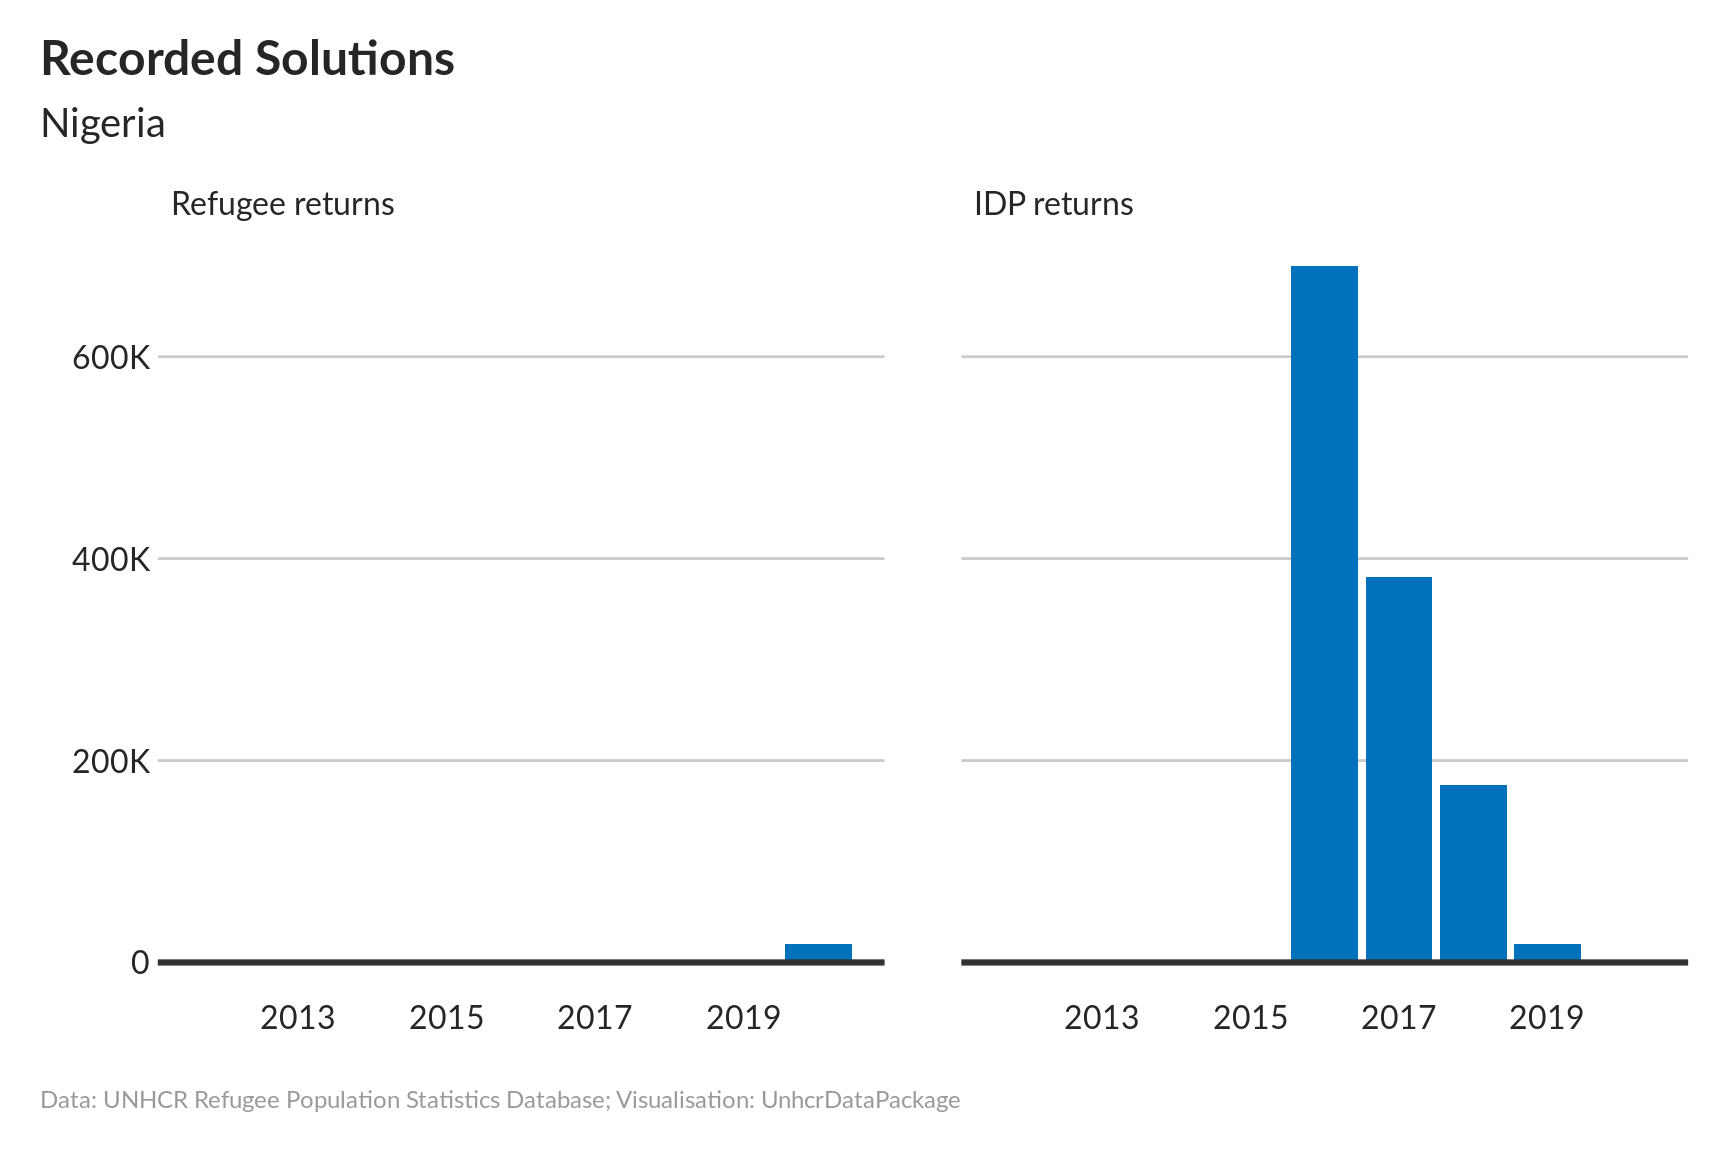 Recorded Solutions
Nigeria
Refugee returns
IDP returns
600K
400K
200K
0
2013 2015 2017 2019
2013 2015 2017 2019
Data: UNHCR Refugee Population Statistics Database; Visualisation: UnhcrDataPackage